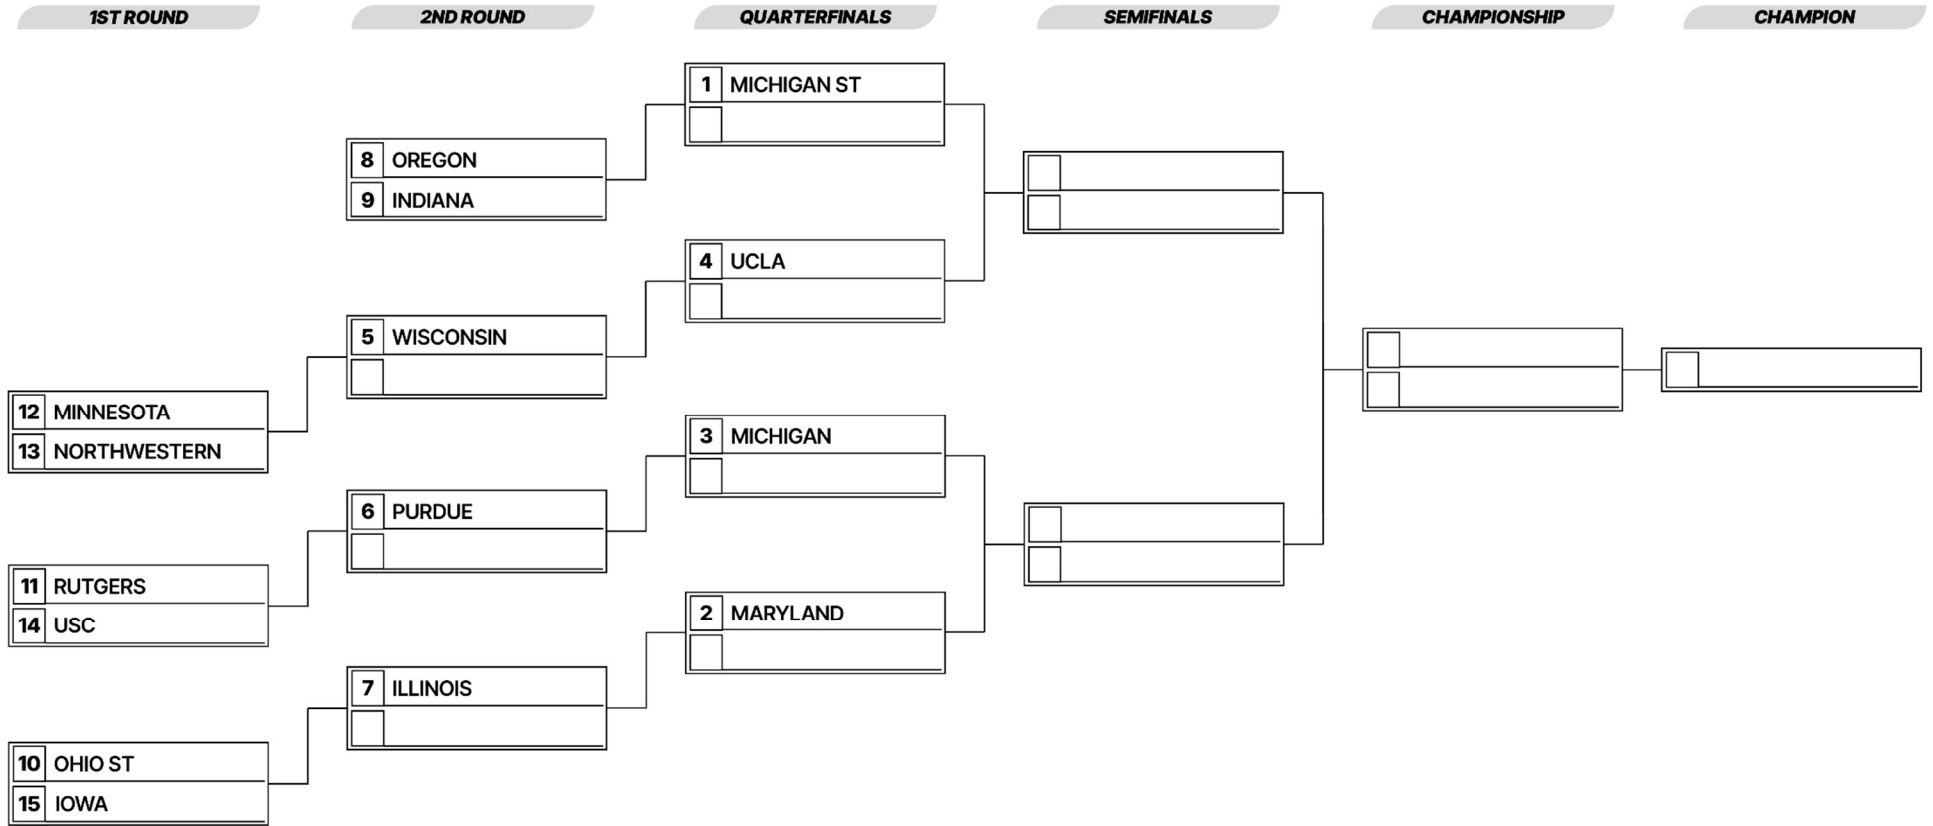 1ST ROUND
2ND ROUND
QUARTERFINALS
SEMIFINALS
CHAMPIONSHIP
CHAMPION
12 MINNESOTA
13 NORTHWESTERN
11 RUTGERS
14 USC
10 OHIO ST
15 IOWA
8 OREGON
9 INDIANA
5 WISCONSIN
6 PURDUE
7 ILLINOIS
1 MICHIGAN ST
4 UCLA
3 MICHIGAN
2 MARYLAND